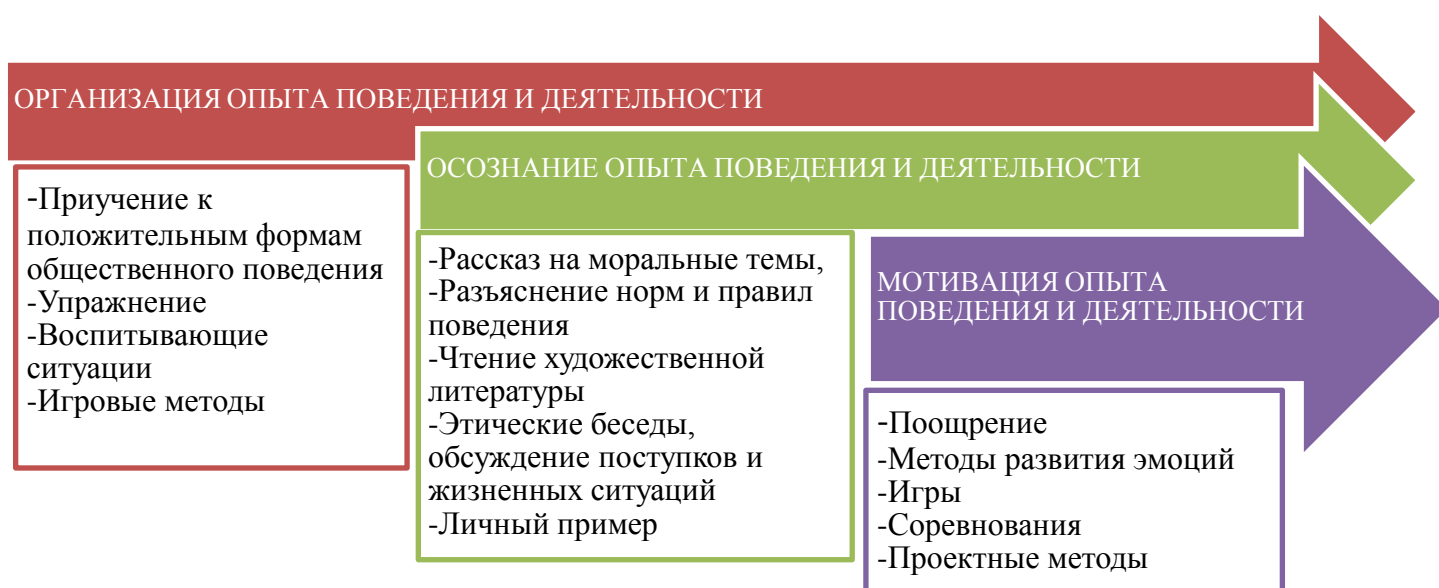 ОРГАНИЗАЦИЯ ОПЫТА ПОВЕДЕНИЯ И ДЕЯТЕЛЬНОСТИ
-Приучение к
положительным формам
общественного поведения
-Упражнение
-Воспитывающие
ситуации
-Игровые методы
ОСОЗНАНИЕ ОПЫТА ПОВЕДЕНИЯ И ДЕЯТЕЛЬНОСТИ
-Рассказ на моральные темы,
-Разъяснение норм и правил
поведения
-Чтение художественной
литературы
-Этические беседы,
обсуждение поступков и
жизненных ситуаций
-Личный пример
МОТИВАЦИЯ ОПЫТА
ПОВЕДЕНИЯ И ДЕЯТЕЛЬНОСТИ
-Поощрение
-Методы развития эмоций
-Игры
-Соревнования
-Проектные методы